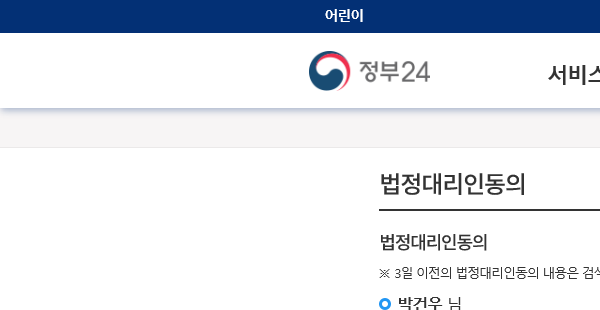 어린이
정부24
서비스
법정대리인동의
법정대리인동의
※ 3일 이전의 법정대리인동의 내용은 검색
박건우 님